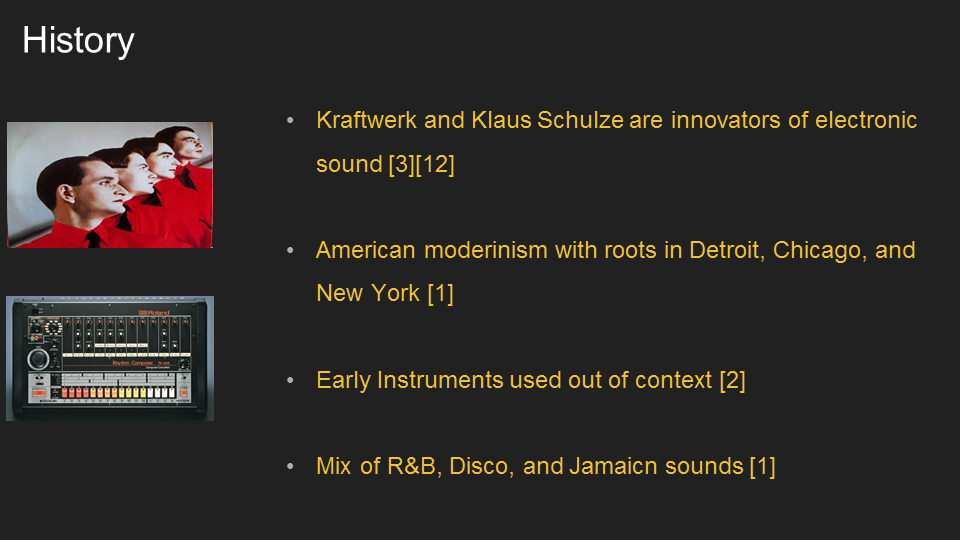 History
• Kraftwerk and Klaus Schulze are innovators of electronic
sound [3][12]
• American moderinism with roots in Detroit, Chicago, and
New York [1]
Roland
Rhythm Composer
• Early Instruments used out of context [2]
• Mix of R&B, Disco, and Jamaicn sounds [1]